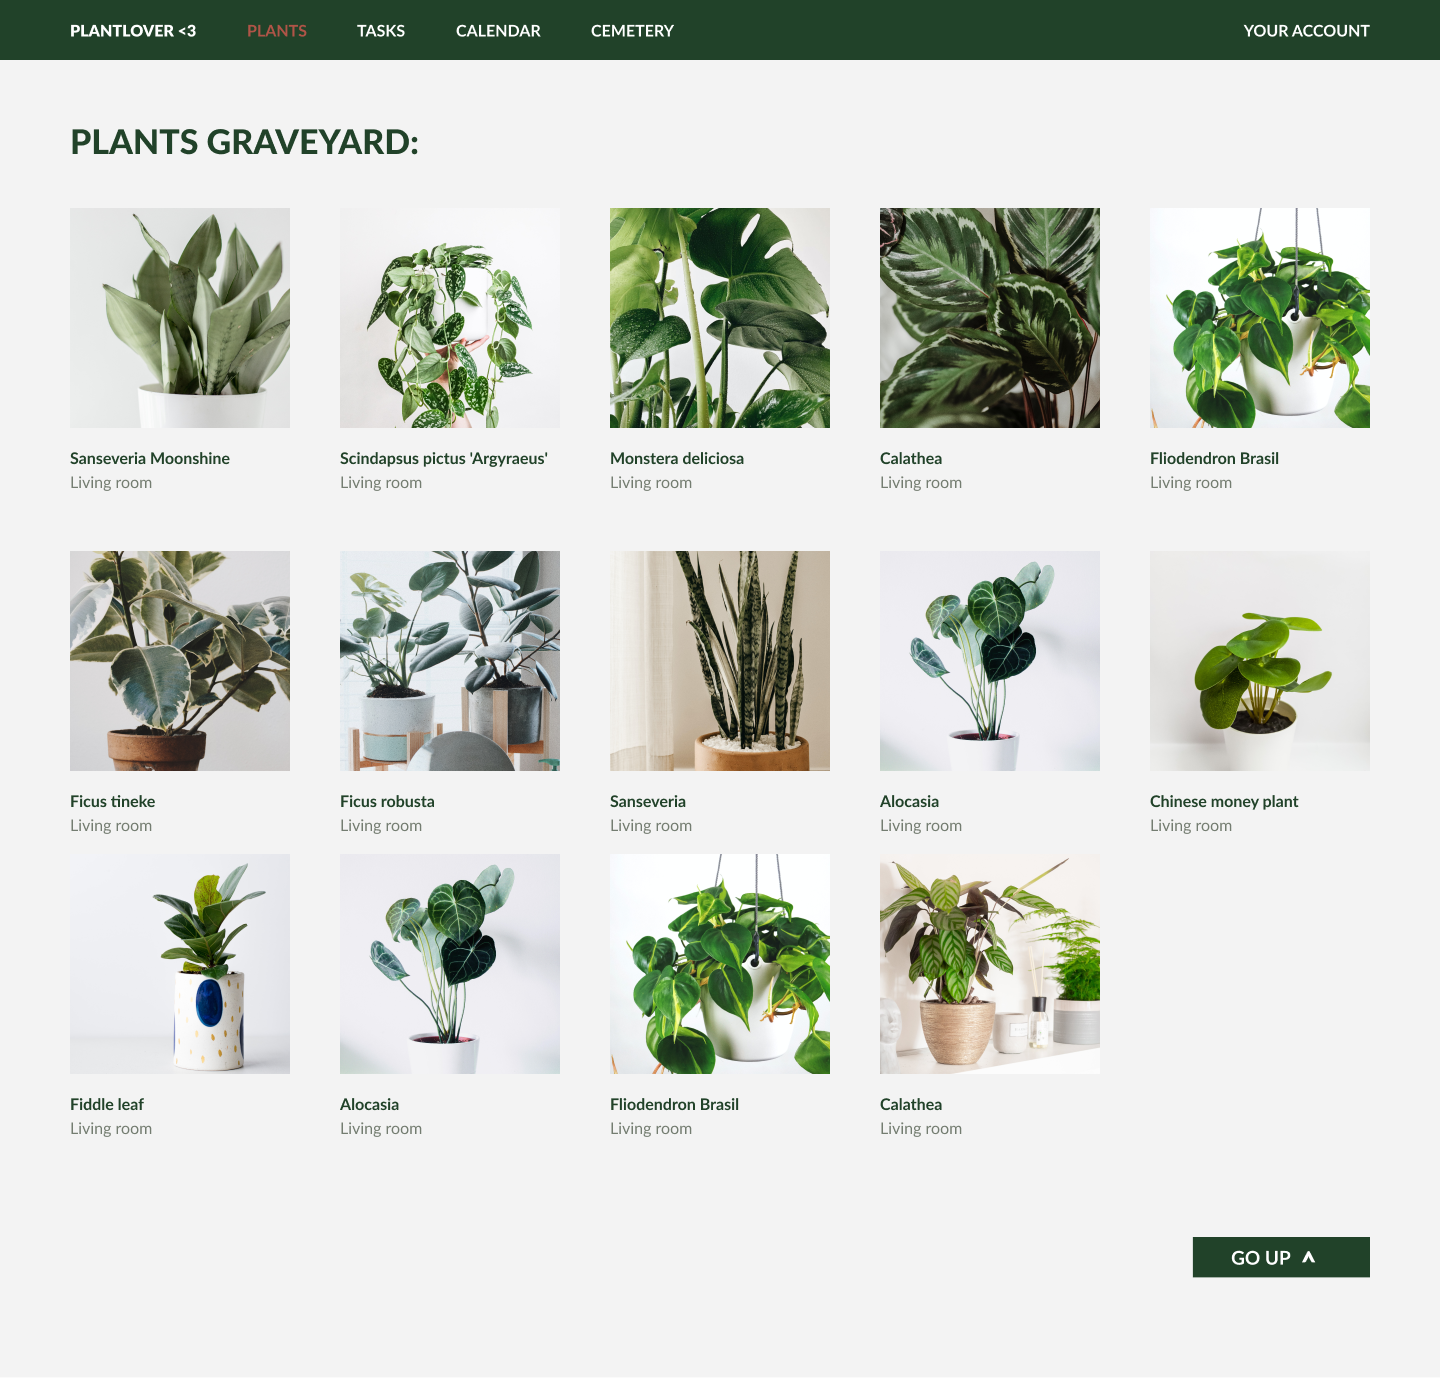 PLANTLOVER <3 PLANTS TASKS CALENDAR CEMETERY YOUR ACCOUNT
PLANTS GRAVEYARD:
Sanseveria Moonshine
Living room
Scindapsus pictus 'Argyraeus'
Living room
Monstera deliciosa
Living room
Calathea
Living room
Fliodendron Brasil
Living room
Ficus tineke
Living room
Ficus robusta
Living room
Sanseveria
Living room
Alocasia
Living room
Chinese money plant
Living room
Fiddle leaf
Living room
Alocasia
Living room
Fliodendron Brasil
Living room
Calathea
Living room
GO UP